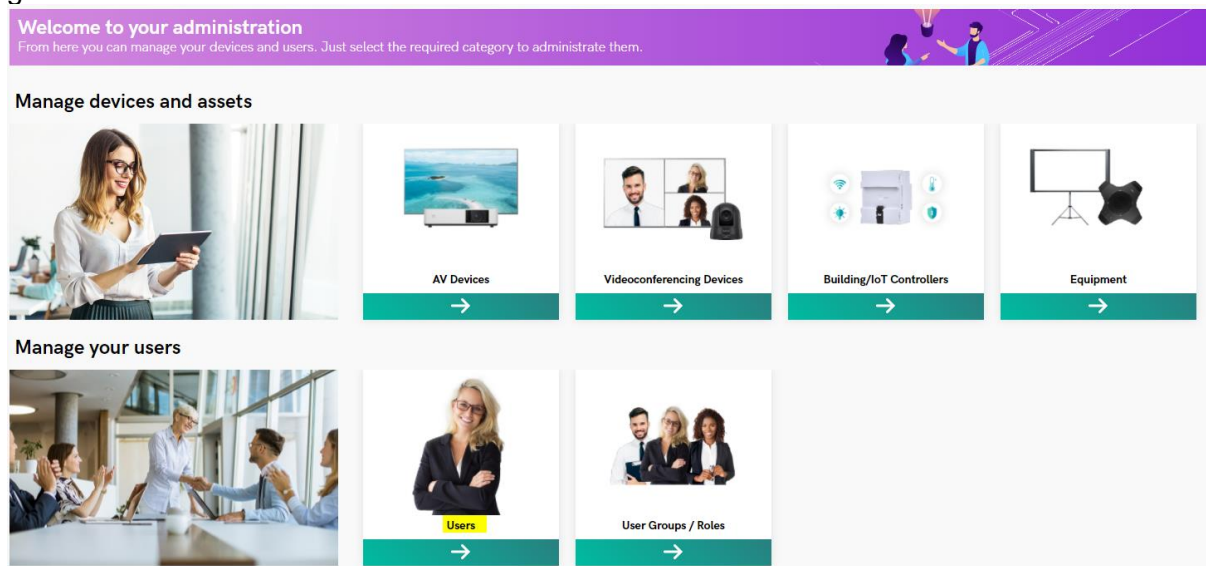 Welcome to your administration
From here you can manage your devices and users. Just select the required category to administrate them.
Manage devices and assets
AV Devices
Videoconferencing Devices
Building/IoT Controllers
Equipment
Manage your users
Users
User Groups / Roles